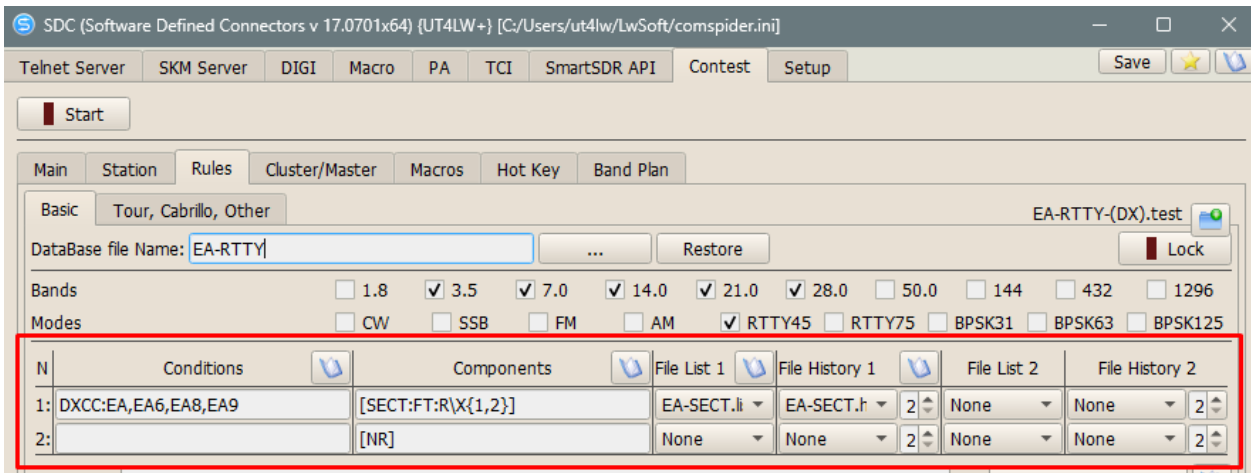 SDC (Software Defined Connectors v 17.0701x64) {UT4LW+} [C:/Users/ut4lw/LwSoft/comspider.ini]
Telnet Server SKM Server DIGI Macro PA TCI SmartSDR API Contest Setup Save
Start
Main Station Rules Cluster/Master Macros Hot Key Band Plan
Basic Tour, Cabrillo, Other EA-RTTY-(DX).test
DataBase file Name: EA-RTTY ... Restore Lock
Bands 1.8 3.5 7.0 14.0 21.0 28.0 50.0 144 432 1296
Modes CW SSB FM AM RTTY45 RTTY75 BPSK31 BPSK63 BPSK125
N Conditions Components File List 1 File History 1 File List 2 File History 2
1: DXCC:EA,EA6,EA8,EA9 [SECT:FT:R\X{1,2}] EA-SECT.li EA-SECT.h 2 None None 2
2: [NR] None None 2 None None 2